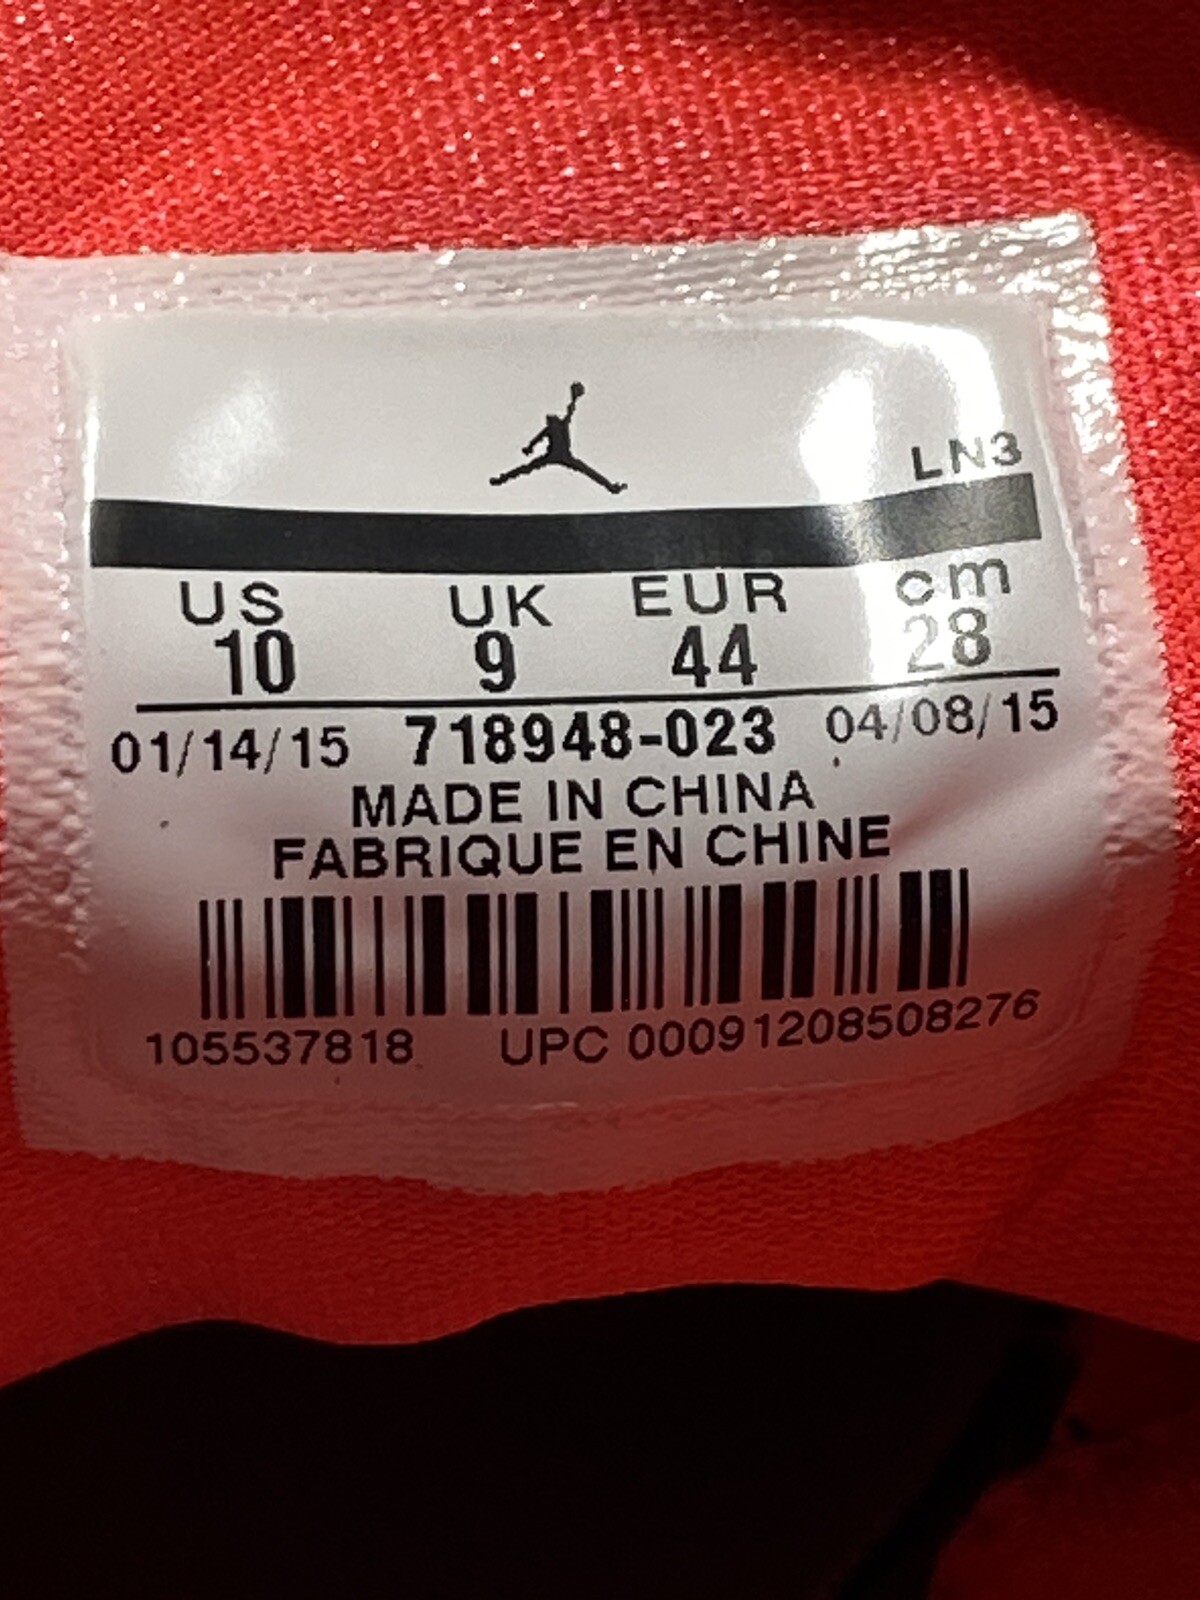 LN3
US UK EUR cm
10 9 44 28
01/14/15 718948-023 04/08/15
MADE IN CHINA
FABRIQUE EN CHINE
105537818 UPC 00091208508276